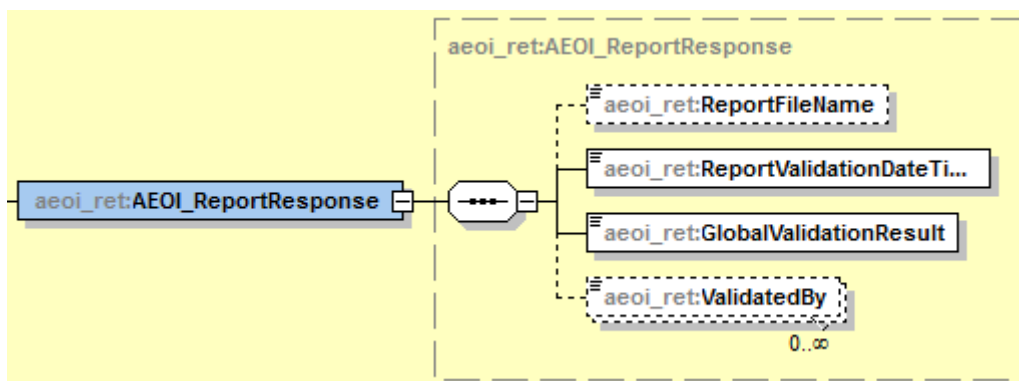 aeoi_ret:AEOI_ReportResponse
aeoi_ret:ReportFileName
aeoi_ret:ReportValidationDateTi...
aeoi_ret:AEOI_ReportResponse
aeoi_ret:GlobalValidationResult
aeoi_ret:ValidatedBy
0..∞